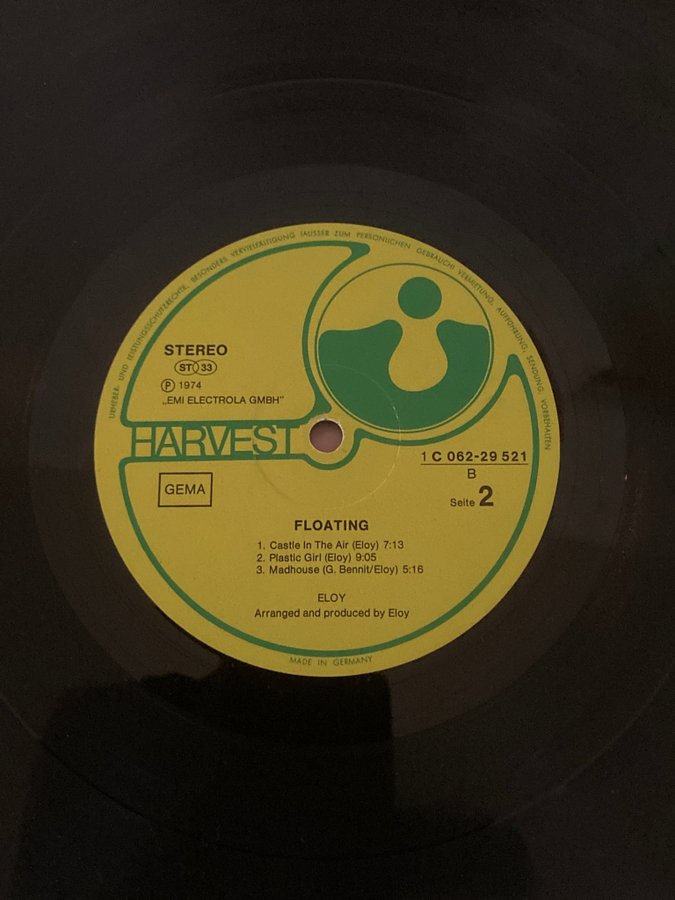 URHEBER- UND LEISTUNGSSCHUTZRECHTE, BESONDERS VERVIELFÄLTIGUNG (AUSSER ZUM PERSÖNLICHEN GEBRAUCH) VERMIETUNG, AUFFÜHRUNG, SENDUNG, VORBEHALTEN
STEREO
ST 33
Ⓟ 1974
„EMI ELECTROLA GMBH”
HARVEST
1 C 062-29 521
B
GEMA
Seite 2
FLOATING
1. Castle In The Air (Eloy) 7:13
2. Plastic Girl (Eloy) 9:05
3. Madhouse (G. Bennit/Eloy) 5:16
ELOY
Arranged and produced by Eloy
MADE IN GERMANY